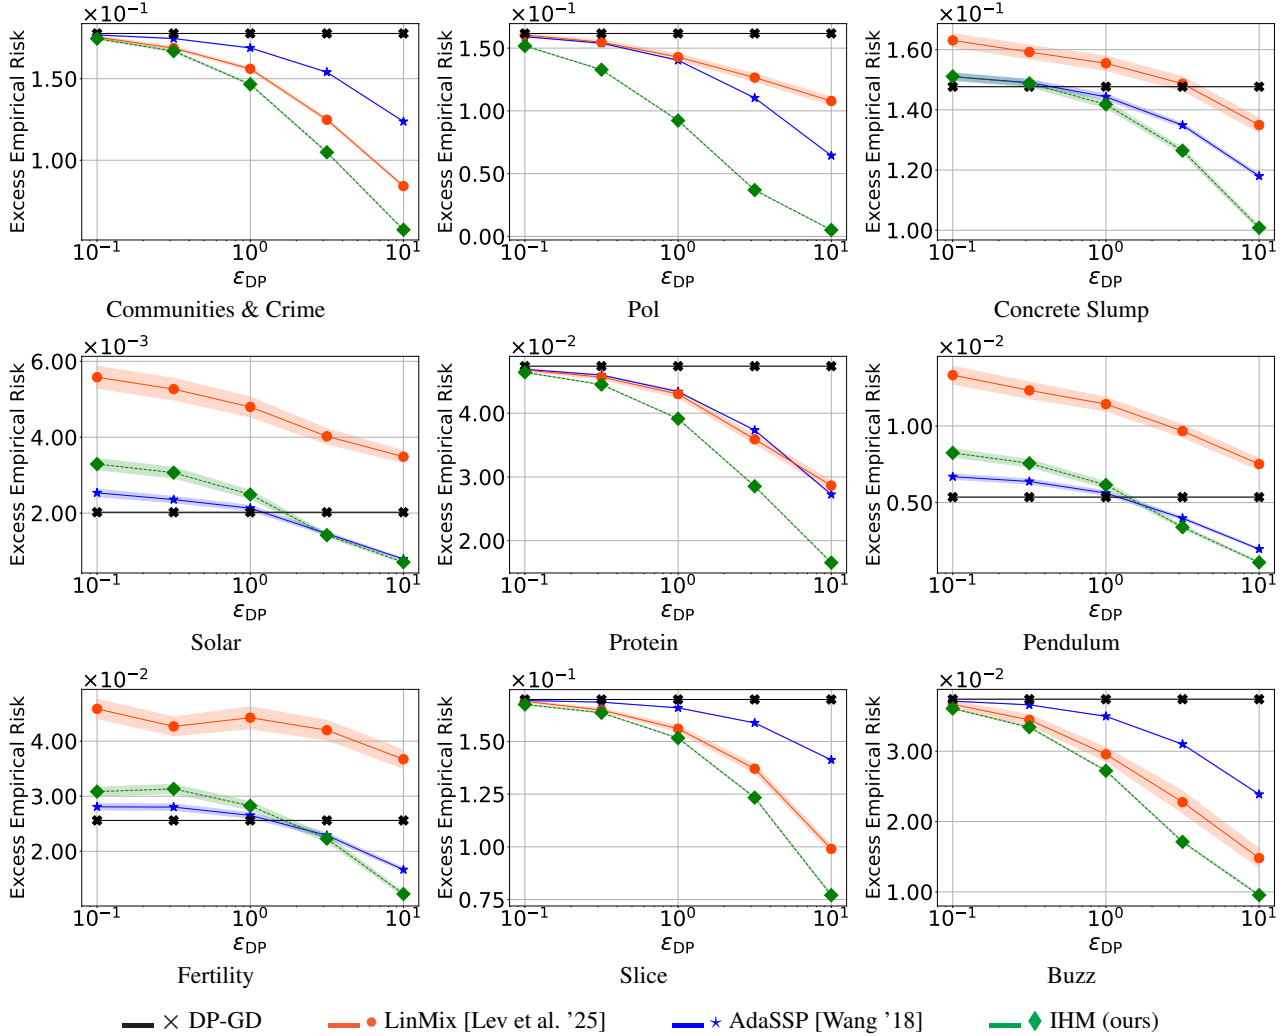 ×10⁻¹
1.50
1.00
Excess Empirical Risk
10⁻¹ 10⁰ 10¹
ε_DP
Communities & Crime
×10⁻¹
1.50
1.00
0.50
0.00
Excess Empirical Risk
10⁻¹ 10⁰ 10¹
ε_DP
Pol
×10⁻¹
1.60
1.40
1.20
1.00
Excess Empirical Risk
10⁻¹ 10⁰ 10¹
ε_DP
Concrete Slump
×10⁻³
6.00
4.00
2.00
Excess Empirical Risk
10⁻¹ 10⁰ 10¹
ε_DP
Solar
×10⁻²
4.00
3.00
2.00
Excess Empirical Risk
10⁻¹ 10⁰ 10¹
ε_DP
Protein
×10⁻²
1.00
0.50
Excess Empirical Risk
10⁻¹ 10⁰ 10¹
ε_DP
Pendulum
×10⁻²
4.00
3.00
2.00
Excess Empirical Risk
10⁻¹ 10⁰ 10¹
ε_DP
Fertility
×10⁻¹
1.50
1.25
1.00
0.75
Excess Empirical Risk
10⁻¹ 10⁰ 10¹
ε_DP
Slice
×10⁻²
3.00
2.00
1.00
Excess Empirical Risk
10⁻¹ 10⁰ 10¹
ε_DP
Buzz
DP-GD LinMix [Lev et al. ’25] AdaSSP [Wang ’18] IHM (ours)